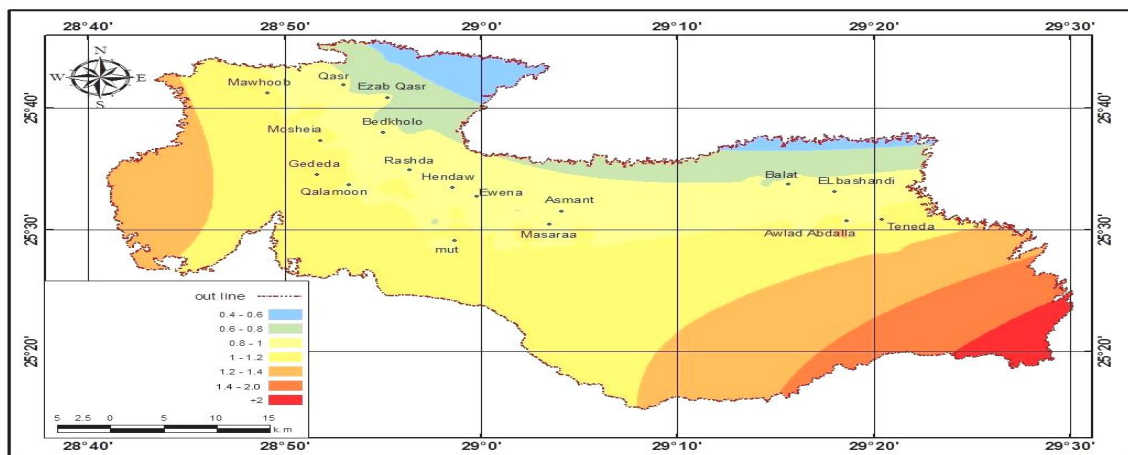 28°40' 28°50' 29°0' 29°10' 29°20' 29°30'
N
W E
S
25°40' 25°40'
Mawhoob
Qasr
Ezab Qasr
Mosheia
Bedkholo
Gededa
Rashda
Qalamoon
Hendaw
Ewena
Asmant
Balat
ELbashandi
25°30' 25°30'
mut
Masaraa
Awlad Abdalla
Teneda
out line
0.4 - 0.6
0.6 - 0.8
0.8 - 1
1 - 1.2
1.2 - 1.4
1.4 - 2.0
+2
25°20' 25°20'
5 2.5 0 5 10 15
k.m
28°40' 28°50' 29°0' 29°10' 29°20' 29°30'